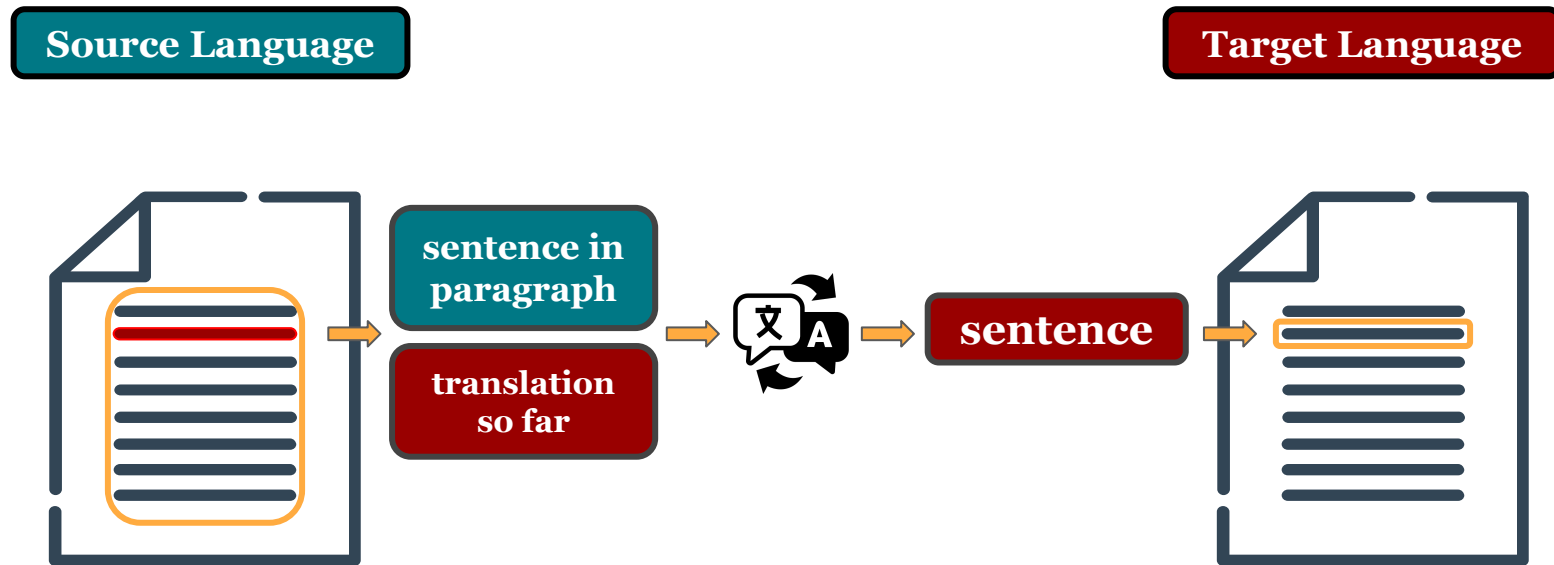 Source Language
Target Language
sentence in
paragraph
translation
so far
文
A
sentence